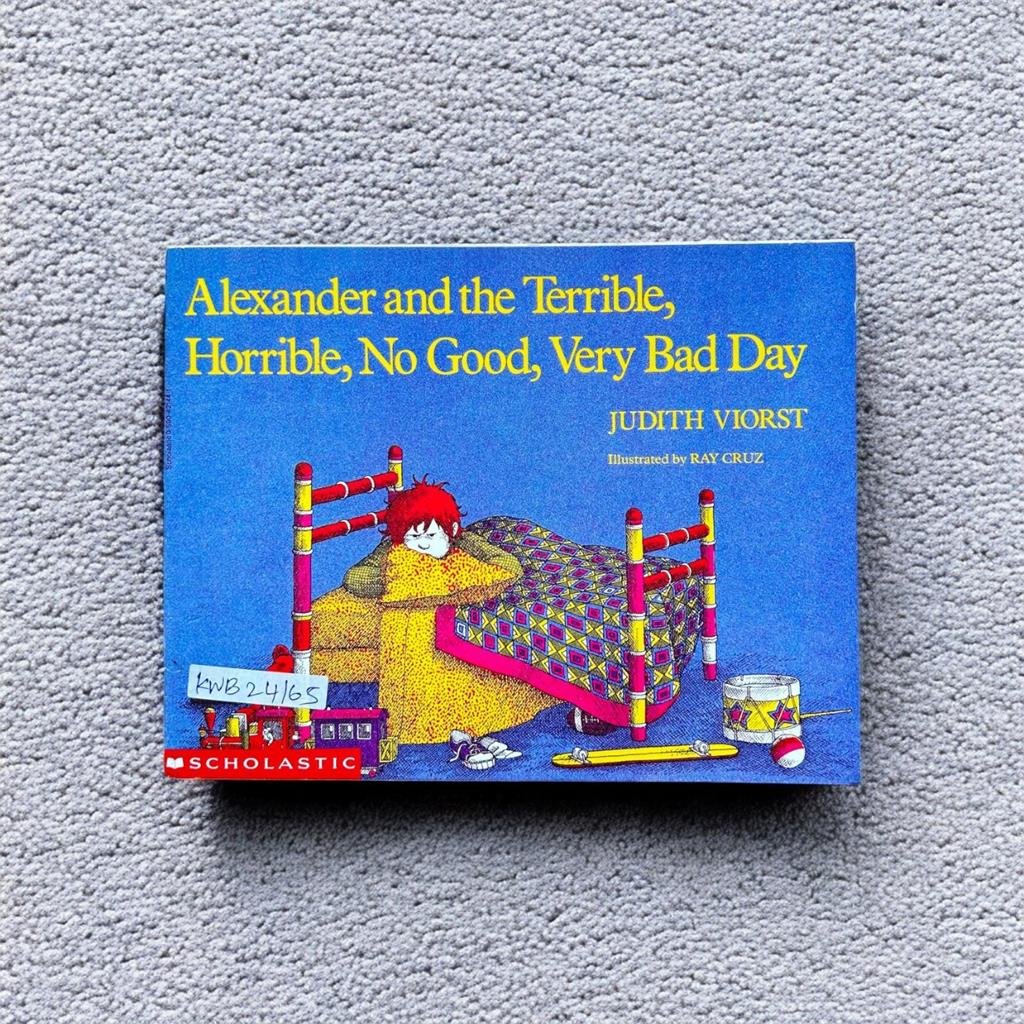 Alexander and the Terrible,
Horrible, No Good, Very Bad Day
JUDITH VIORST
Illustrated by RAY CRUZ
KWB 24/65
SCHOLASTIC